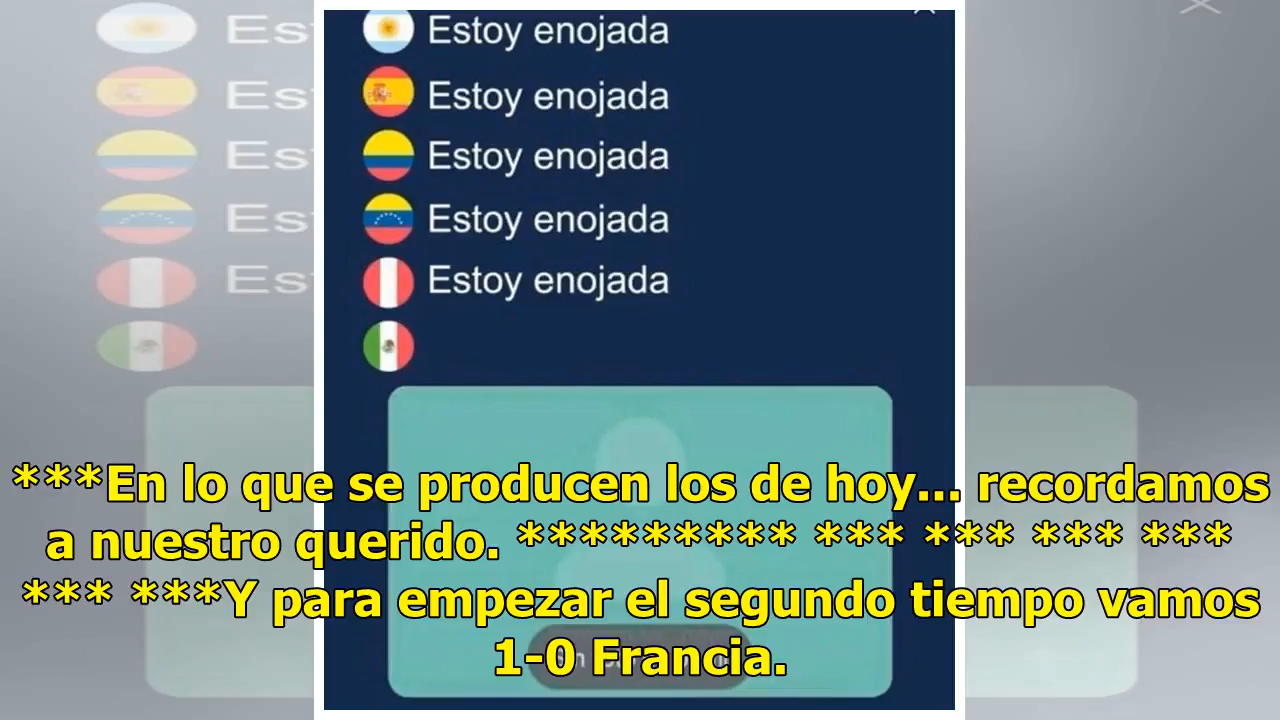 Estoy enojada
Estoy enojada
Estoy enojada
Estoy enojada
Estoy enojada
***En lo que se producen los de hoy... recordamos
a nuestro querido. ********* *** *** *** ***
*** ***Y para empezar el segundo tiempo vamos
1-0 Francia.